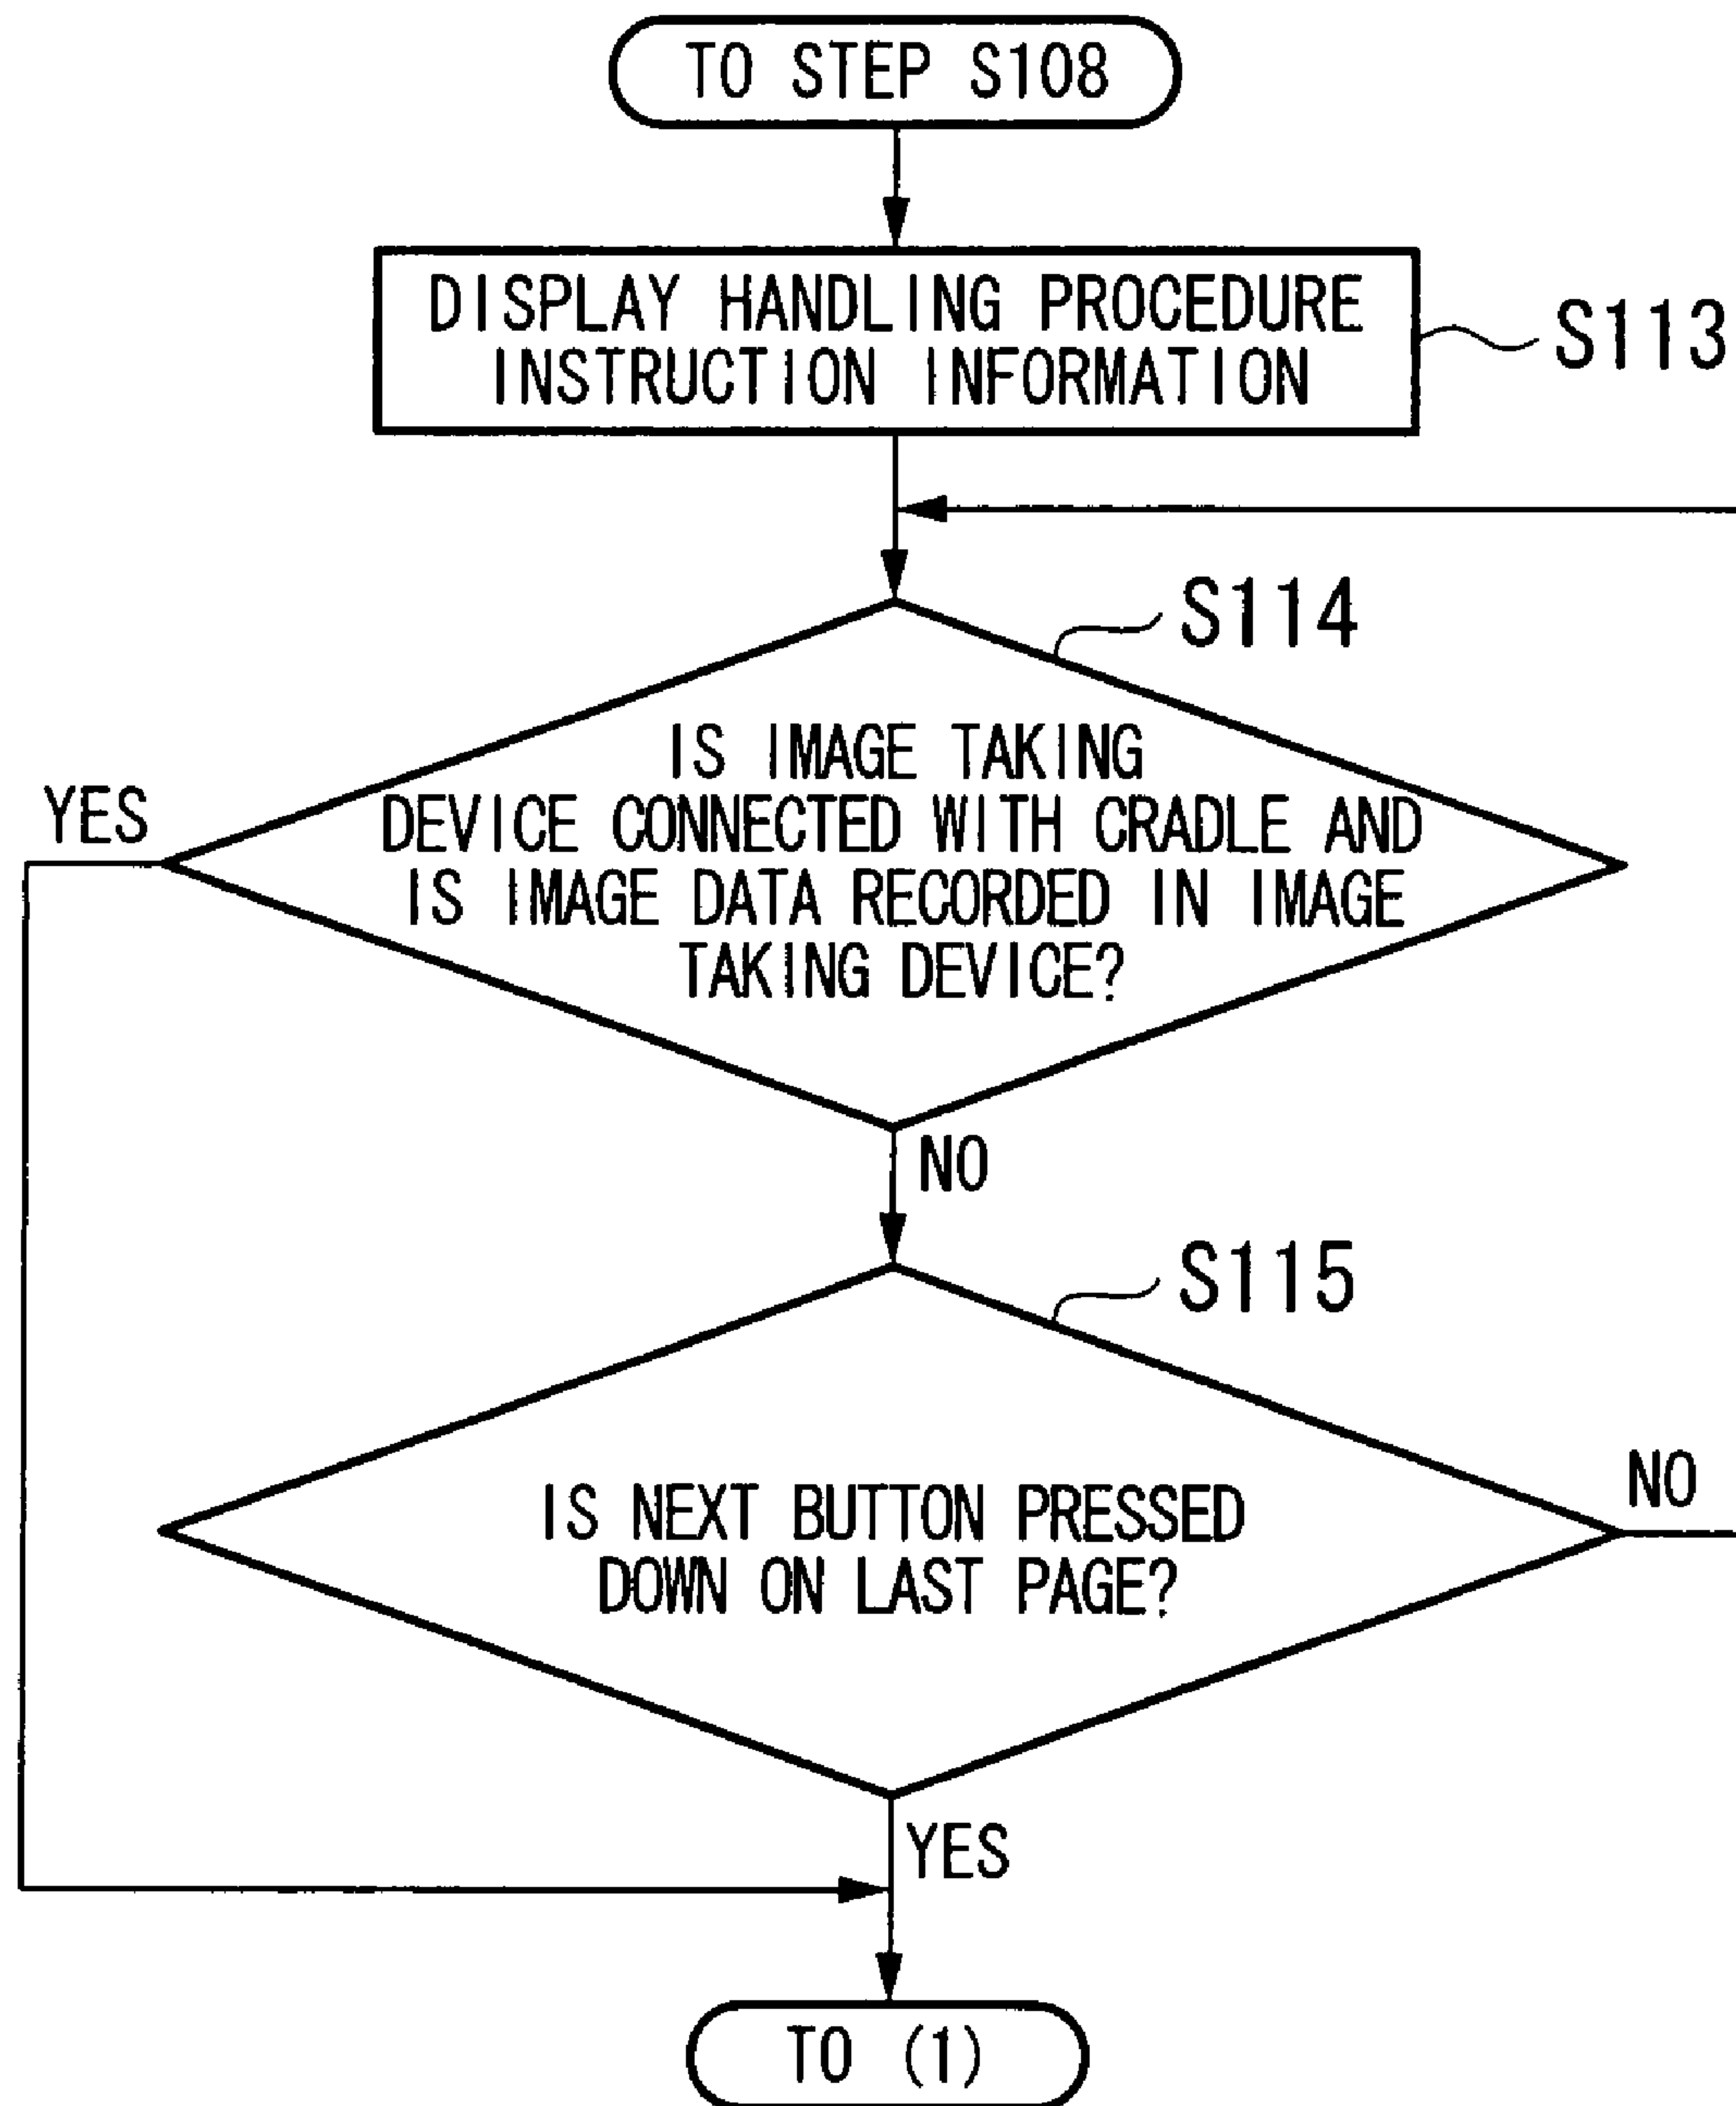 TO STEP S108
DISPLAY HANDLING PROCEDURE
INSTRUCTION INFORMATION
S113
S114
IS IMAGE TAKING
DEVICE CONNECTED WITH CRADLE AND
IS IMAGE DATA RECORDED IN IMAGE
TAKING DEVICE?
YES
NO
S115
IS NEXT BUTTON PRESSED
DOWN ON LAST PAGE?
NO
YES
TO (1)